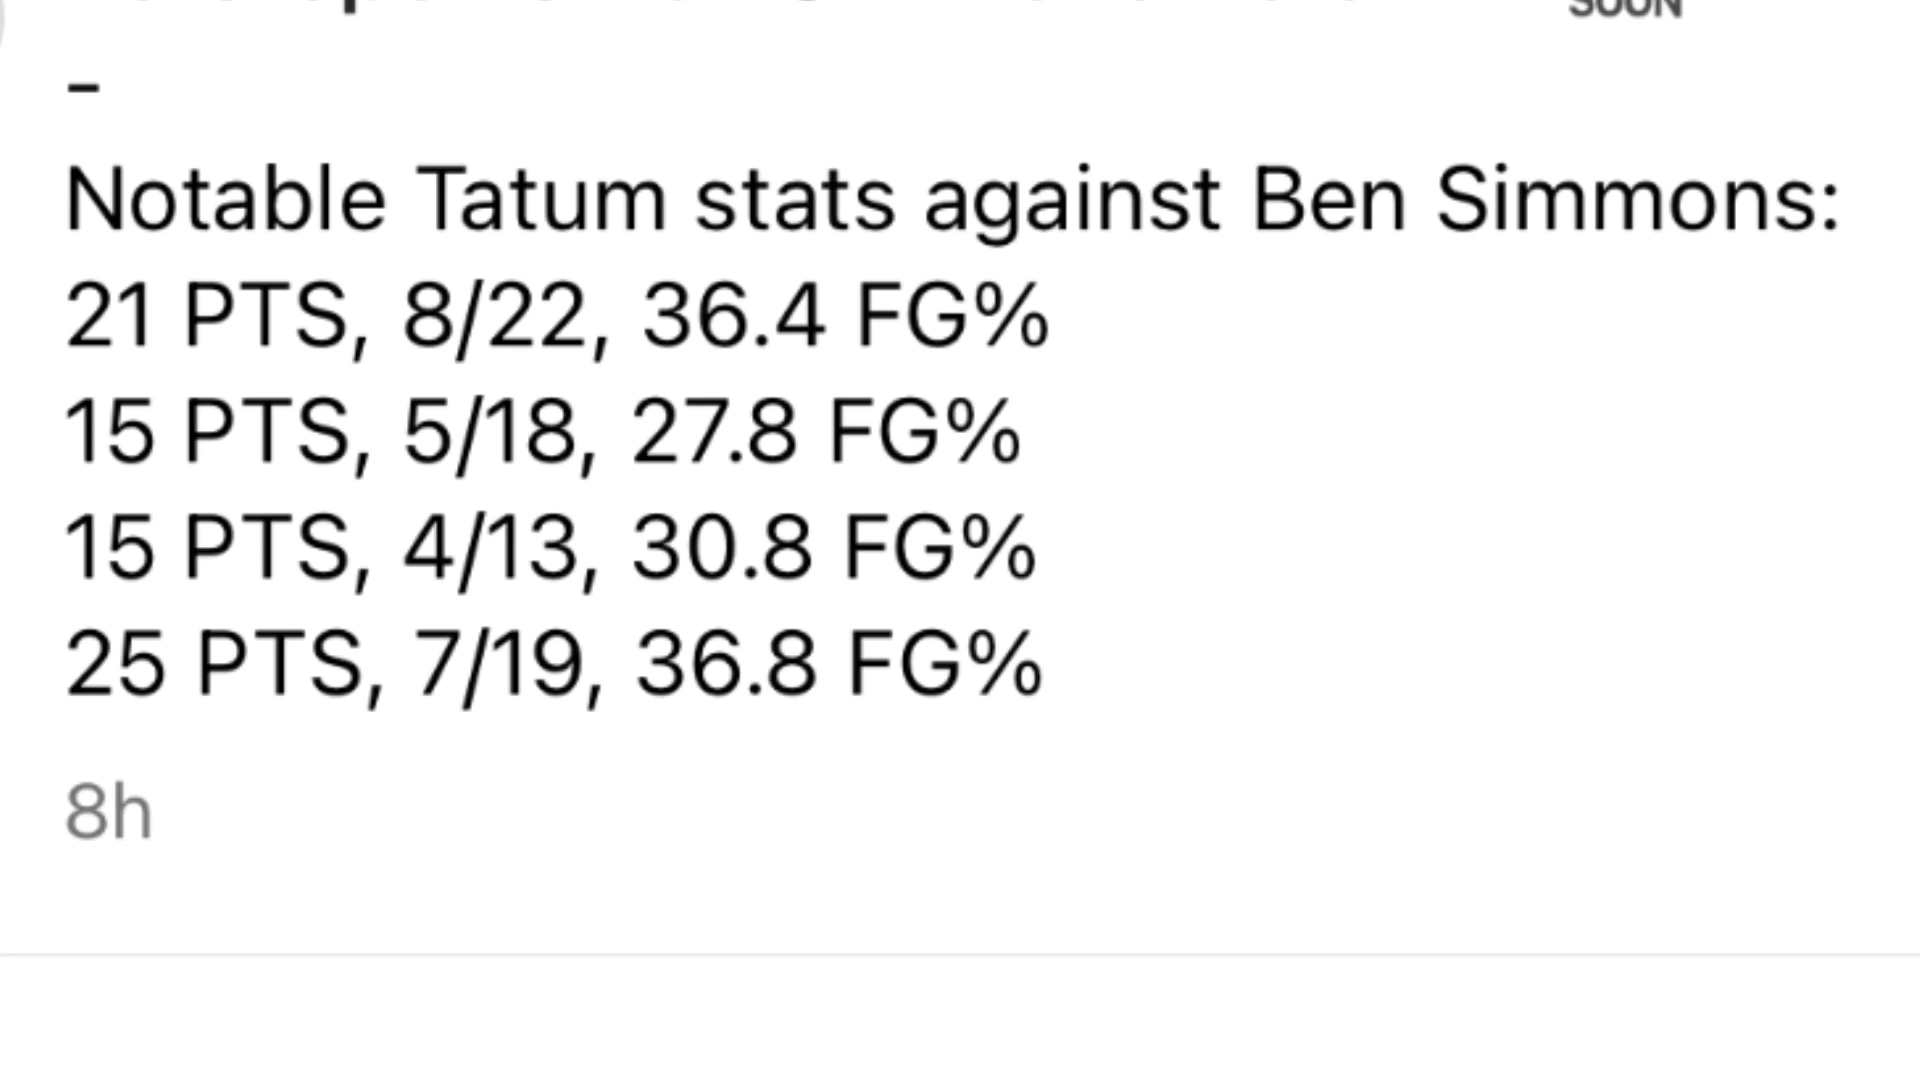 SOON
-
Notable Tatum stats against Ben Simmons:
21 PTS, 8/22, 36.4 FG%
15 PTS, 5/18, 27.8 FG%
15 PTS, 4/13, 30.8 FG%
25 PTS, 7/19, 36.8 FG%
8h